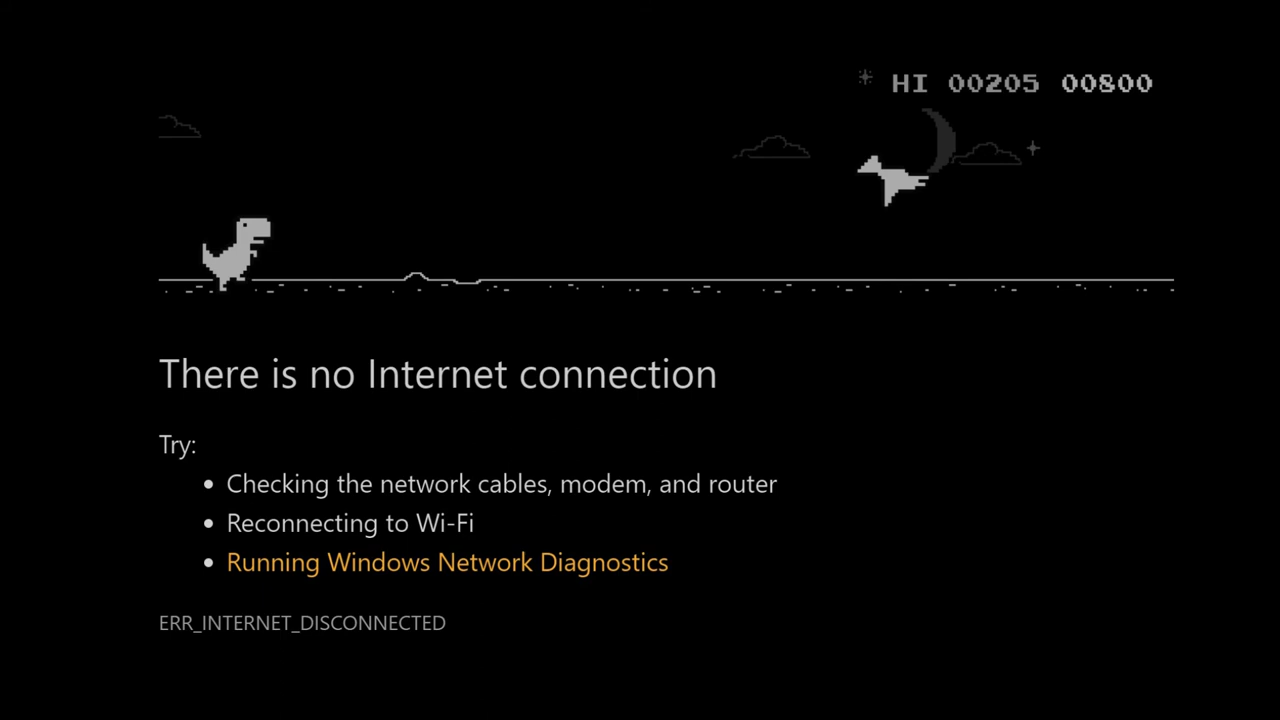 HI 00205 00800
There is no Internet connection
Try:
Checking the network cables, modem, and router
Reconnecting to Wi-Fi
Running Windows Network Diagnostics
ERR_INTERNET_DISCONNECTED